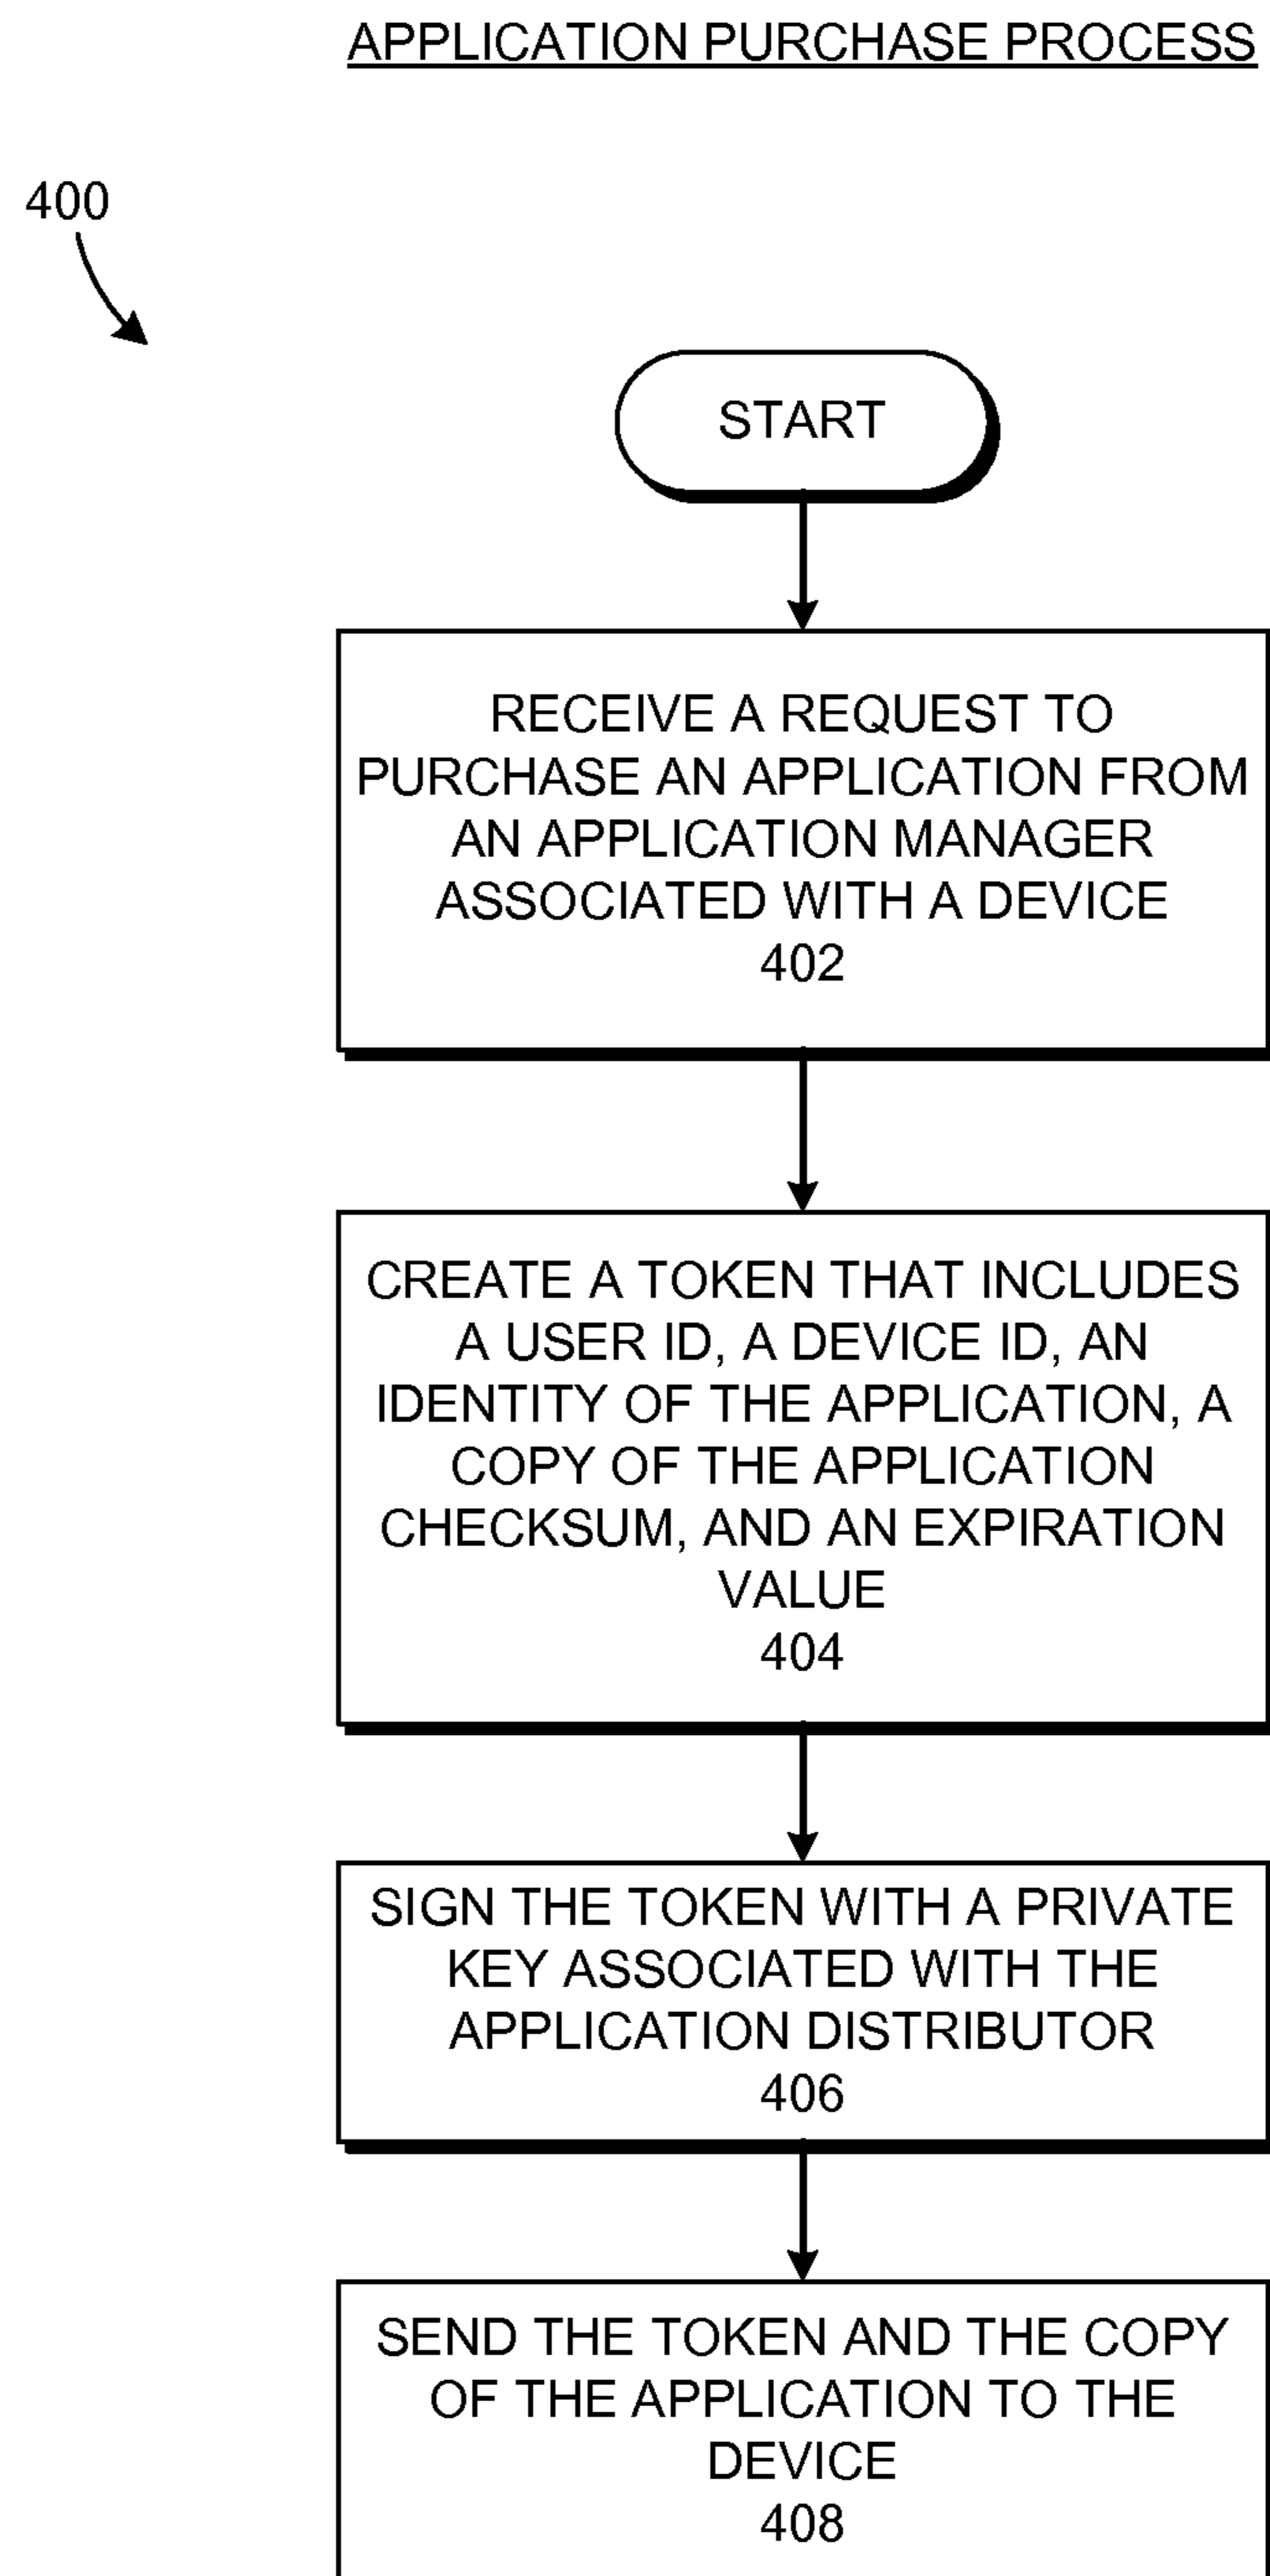 APPLICATION PURCHASE PROCESS
400
START
RECEIVE A REQUEST TO
PURCHASE AN APPLICATION FROM
AN APPLICATION MANAGER
ASSOCIATED WITH A DEVICE
402
CREATE A TOKEN THAT INCLUDES
A USER ID, A DEVICE ID, AN
IDENTITY OF THE APPLICATION, A
COPY OF THE APPLICATION
CHECKSUM, AND AN EXPIRATION
VALUE
404
SIGN THE TOKEN WITH A PRIVATE
KEY ASSOCIATED WITH THE
APPLICATION DISTRIBUTOR
406
SEND THE TOKEN AND THE COPY
OF THE APPLICATION TO THE
DEVICE
408